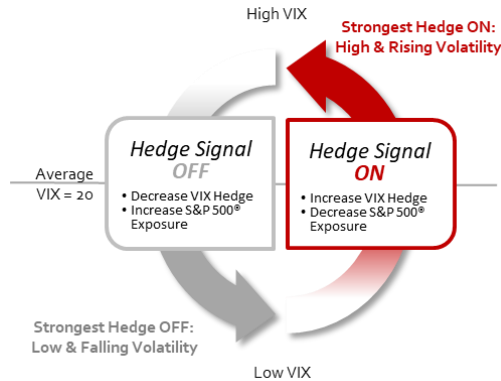 High VIX
Strongest Hedge ON:
High & Rising Volatility
Hedge Signal
OFF
• Decrease VIX Hedge
• Increase S&P 500®
Exposure
Hedge Signal
ON
• Increase VIX Hedge
• Decrease S&P 500®
Exposure
Average
VIX = 20
Strongest Hedge OFF:
Low & Falling Volatility
Low VIX